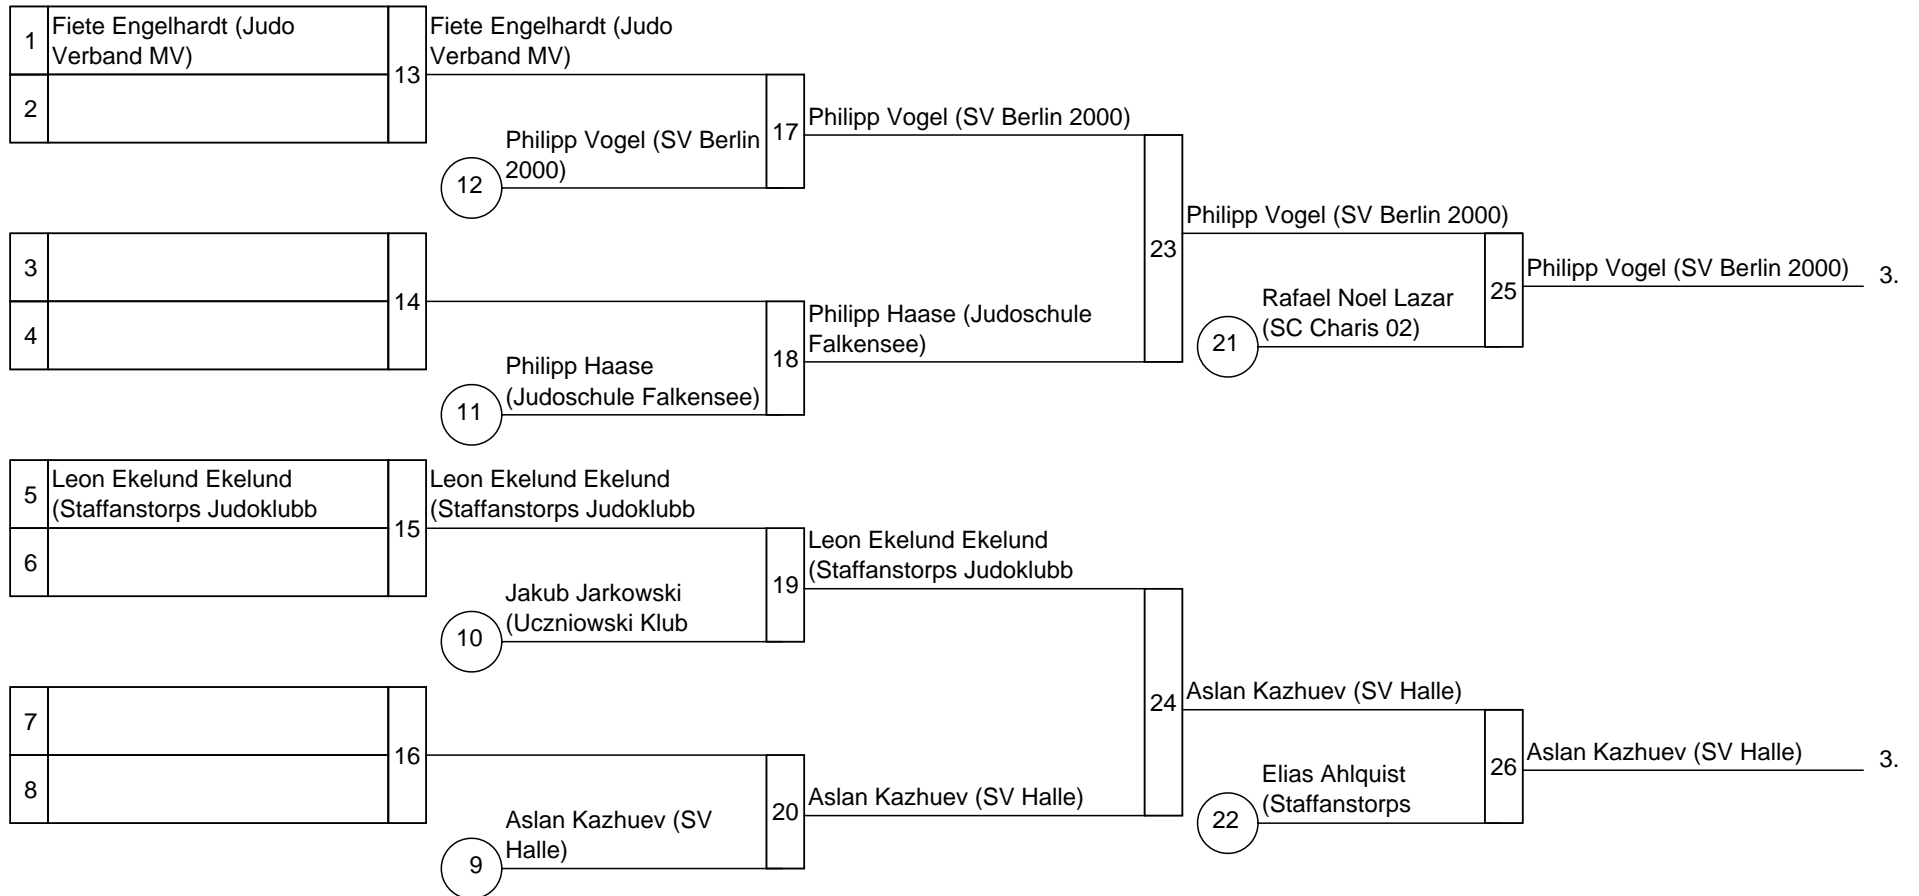 1
Fiete Engelhardt (Judo
Verband MV)
2
13
Fiete Engelhardt (Judo
Verband MV)
12
Philipp Vogel (SV Berlin
2000)
17
Philipp Vogel (SV Berlin 2000)
3
4
14
11
Philipp Haase
(Judoschule Falkensee)
18
Philipp Haase (Judoschule
Falkensee)
23
Philipp Vogel (SV Berlin 2000)
21
Rafael Noel Lazar
(SC Charis 02)
25
Philipp Vogel (SV Berlin 2000)
3.
5
Leon Ekelund Ekelund
(Staffanstorps Judoklubb
6
15
Leon Ekelund Ekelund
(Staffanstorps Judoklubb
10
Jakub Jarkowski
(Uczniowski Klub
19
Leon Ekelund Ekelund
(Staffanstorps Judoklubb
7
8
16
9
Aslan Kazhuev (SV
Halle)
20
Aslan Kazhuev (SV Halle)
24
Aslan Kazhuev (SV Halle)
22
Elias Ahlquist
(Staffanstorps
26
Aslan Kazhuev (SV Halle)
3.